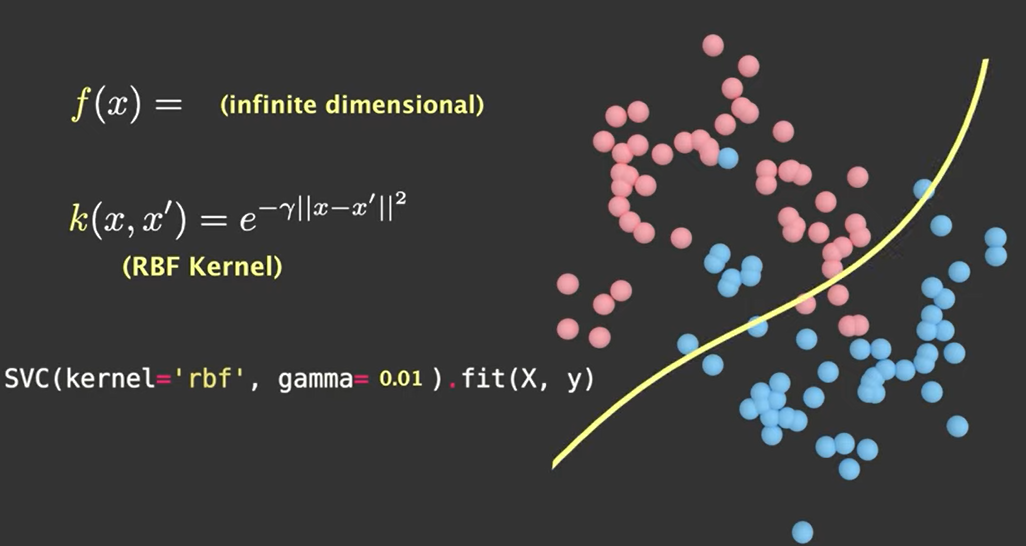 f(x) = (infinite dimensional)
k(x, x′) = e^{−γ||x−x′||²}
(RBF Kernel)
SVC(kernel='rbf', gamma= 0.01 ).fit(X, y)